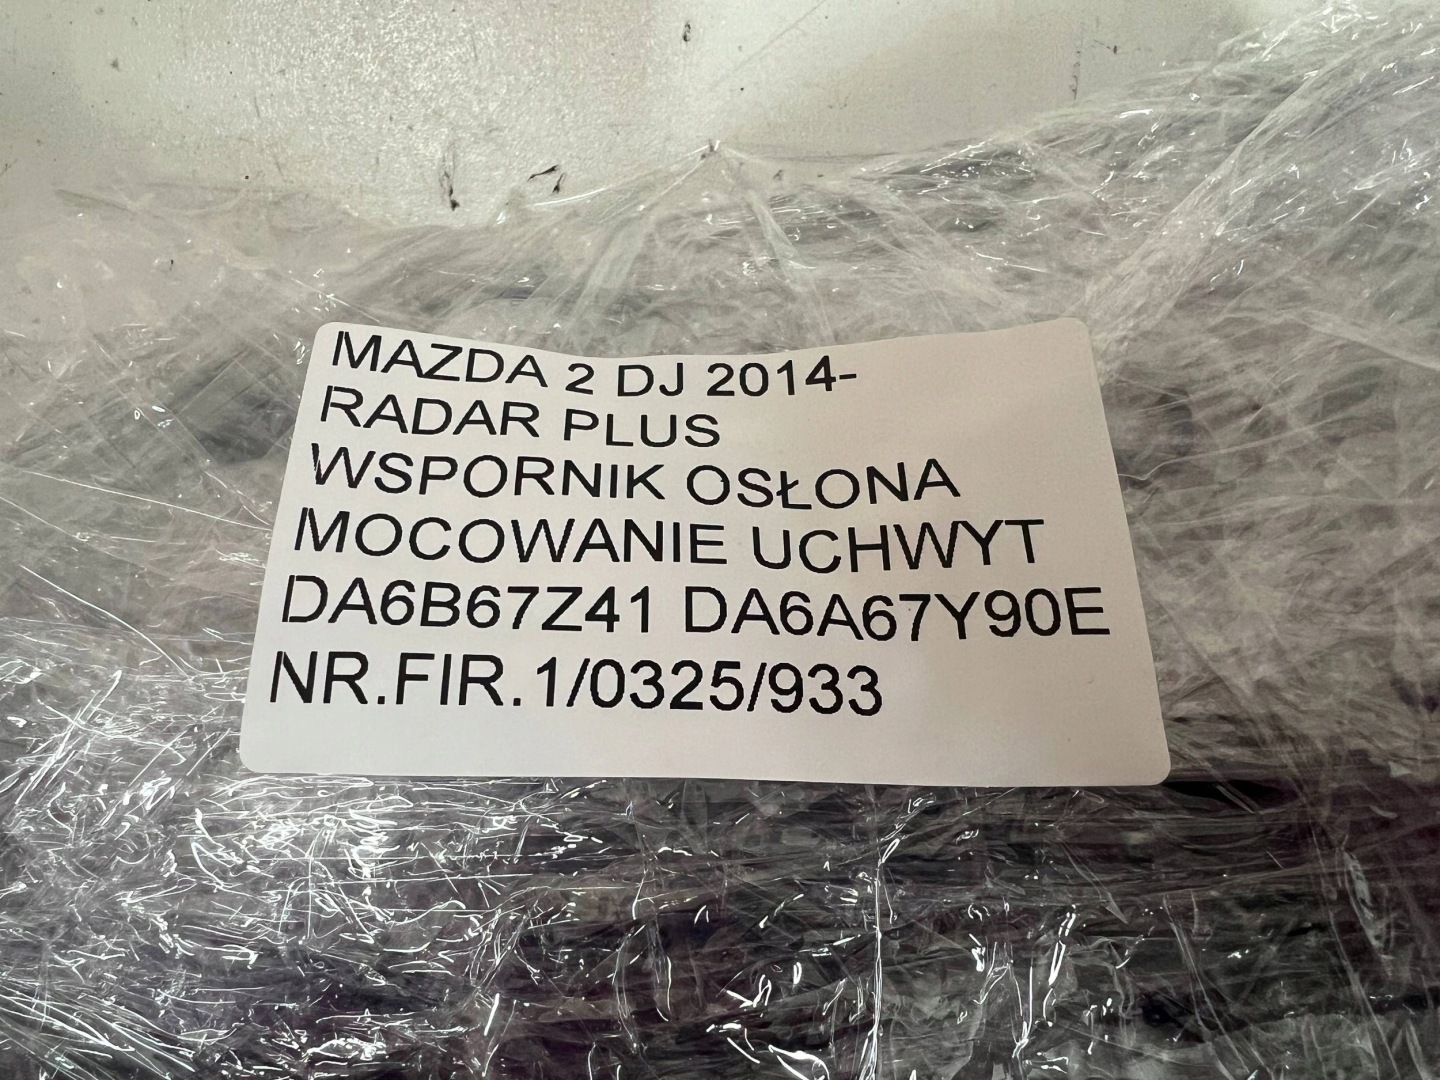 MAZDA 2 DJ 2014-
RADAR PLUS
WSPORNIK OSŁONA
MOCOWANIE UCHWYT
DA6B67Z41 DA6A67Y90E
NR.FIR.1/0325/933